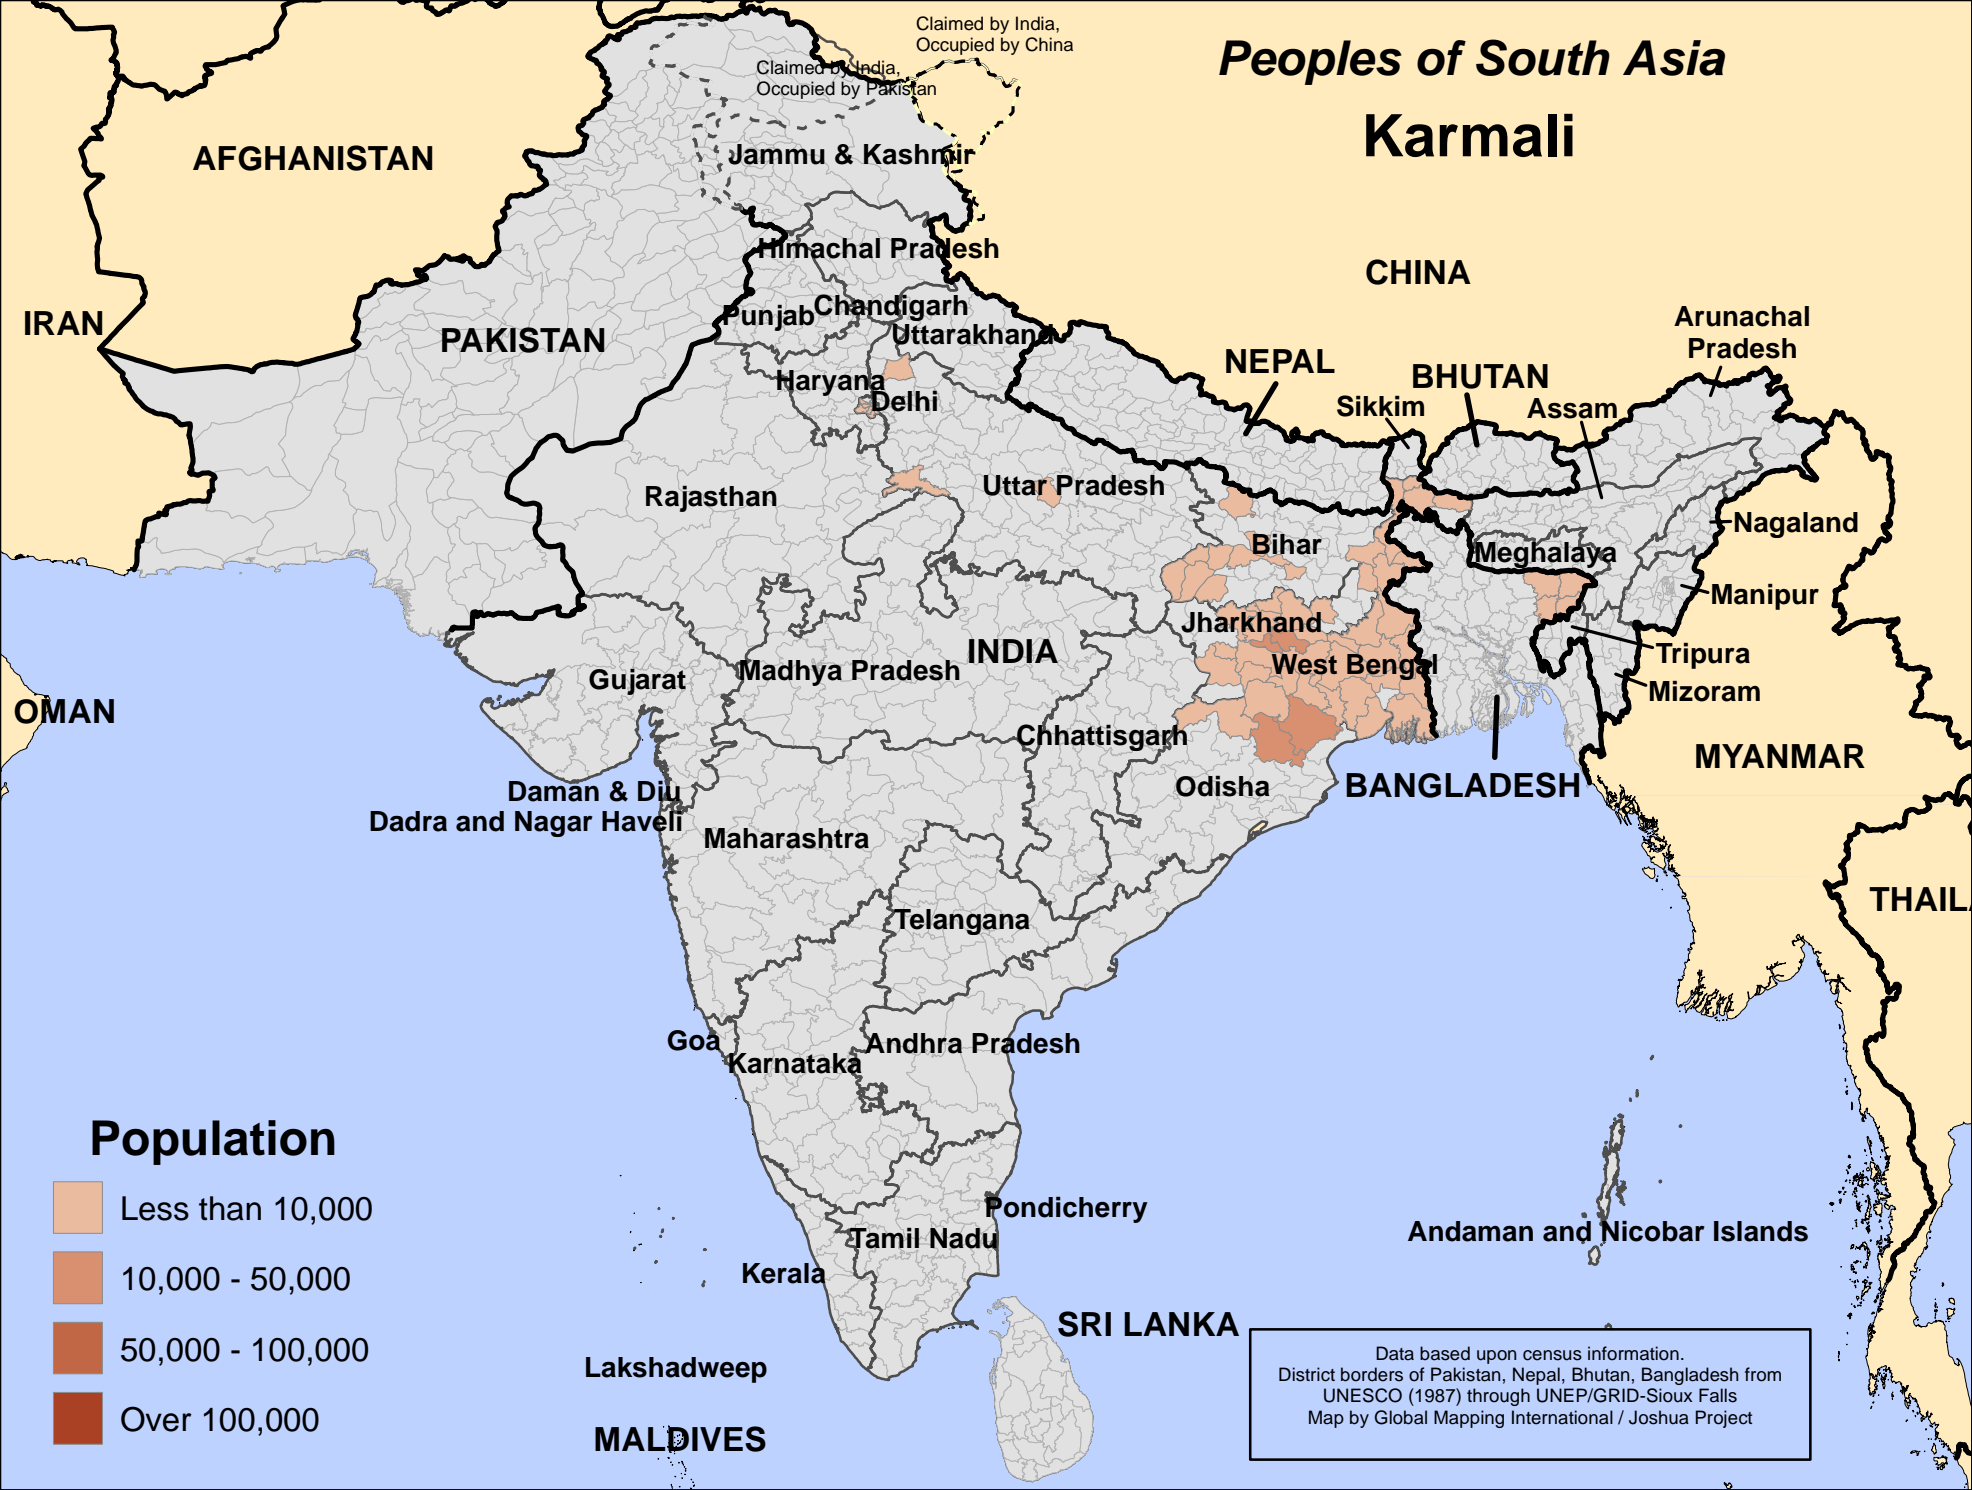 Claimed by India,
Occupied by China
Peoples of South Asia
Claimed by India,
Occupied by Pakistan
Karmali
AFGHANISTAN
Jammu & Kashmir
Himachal Pradesh
CHINA
Chandigarh
Punjab
IRAN
PAKISTAN
Uttarakhand
Arunachal
Pradesh
NEPAL
BHUTAN
Haryana
Delhi
Sikkim
Assam
Rajasthan
Uttar Pradesh
Nagaland
Bihar
Meghalaya
Manipur
Jharkhand
INDIA
Tripura
West Bengal
Madhya Pradesh
Gujarat
Mizoram
OMAN
Chhattisgarh
MYANMAR
Odisha
BANGLADESH
Daman & Diu
Dadra and Nagar Haveli
Maharashtra
THAIL
Telangana
Goa
Andhra Pradesh
Karnataka
Population
Less than 10,000
10,000 - 50,000
50,000 - 100,000
Over 100,000
Pondicherry
Tamil Nadu
Kerala
Andaman and Nicobar Islands
SRI LANKA
Lakshadweep
MALDIVES
Data based upon census information.
District borders of Pakistan, Nepal, Bhutan, Bangladesh from
UNESCO (1987) through UNEP/GRID-Sioux Falls
Map by Global Mapping International / Joshua Project